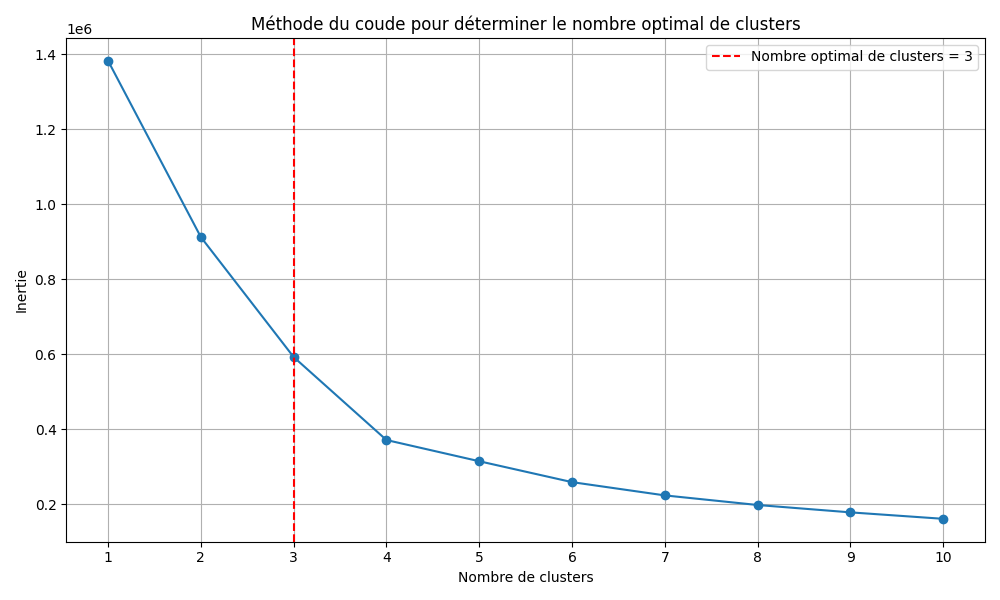 Méthode du coude pour déterminer le nombre optimal de clusters
1e6
Nombre optimal de clusters = 3
1.4
1.2
1.0
0.8
0.6
0.4
0.2
Inertie
1 2 3 4 5 6 7 8 9 10
Nombre de clusters